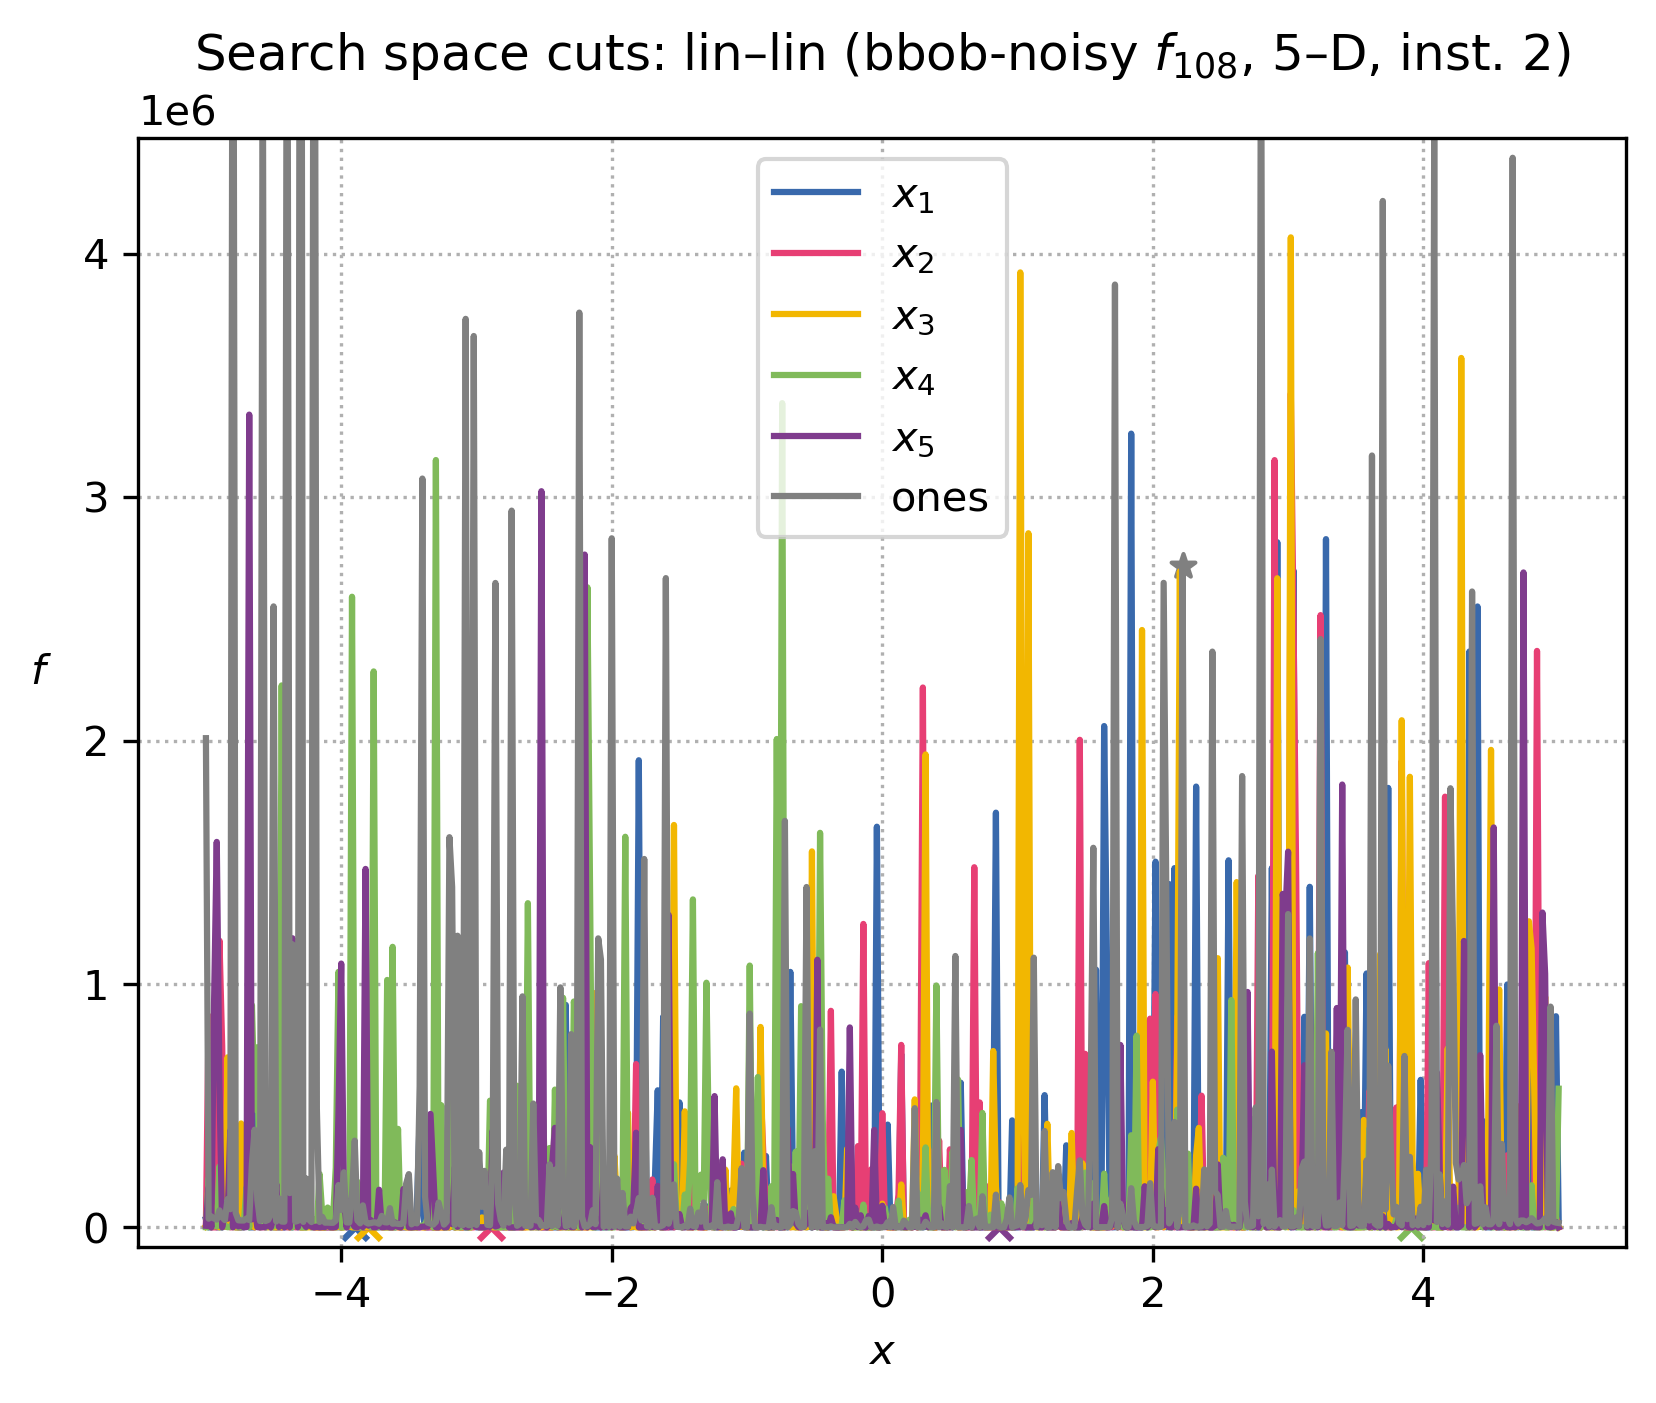 Search space cuts: lin–lin (bbob-noisy f₁₀₈, 5–D, inst. 2)
1e6
x₁
x₂
x₃
x₄
x₅
ones
4
3
2
1
0
f
−4
−2
0
2
4
x